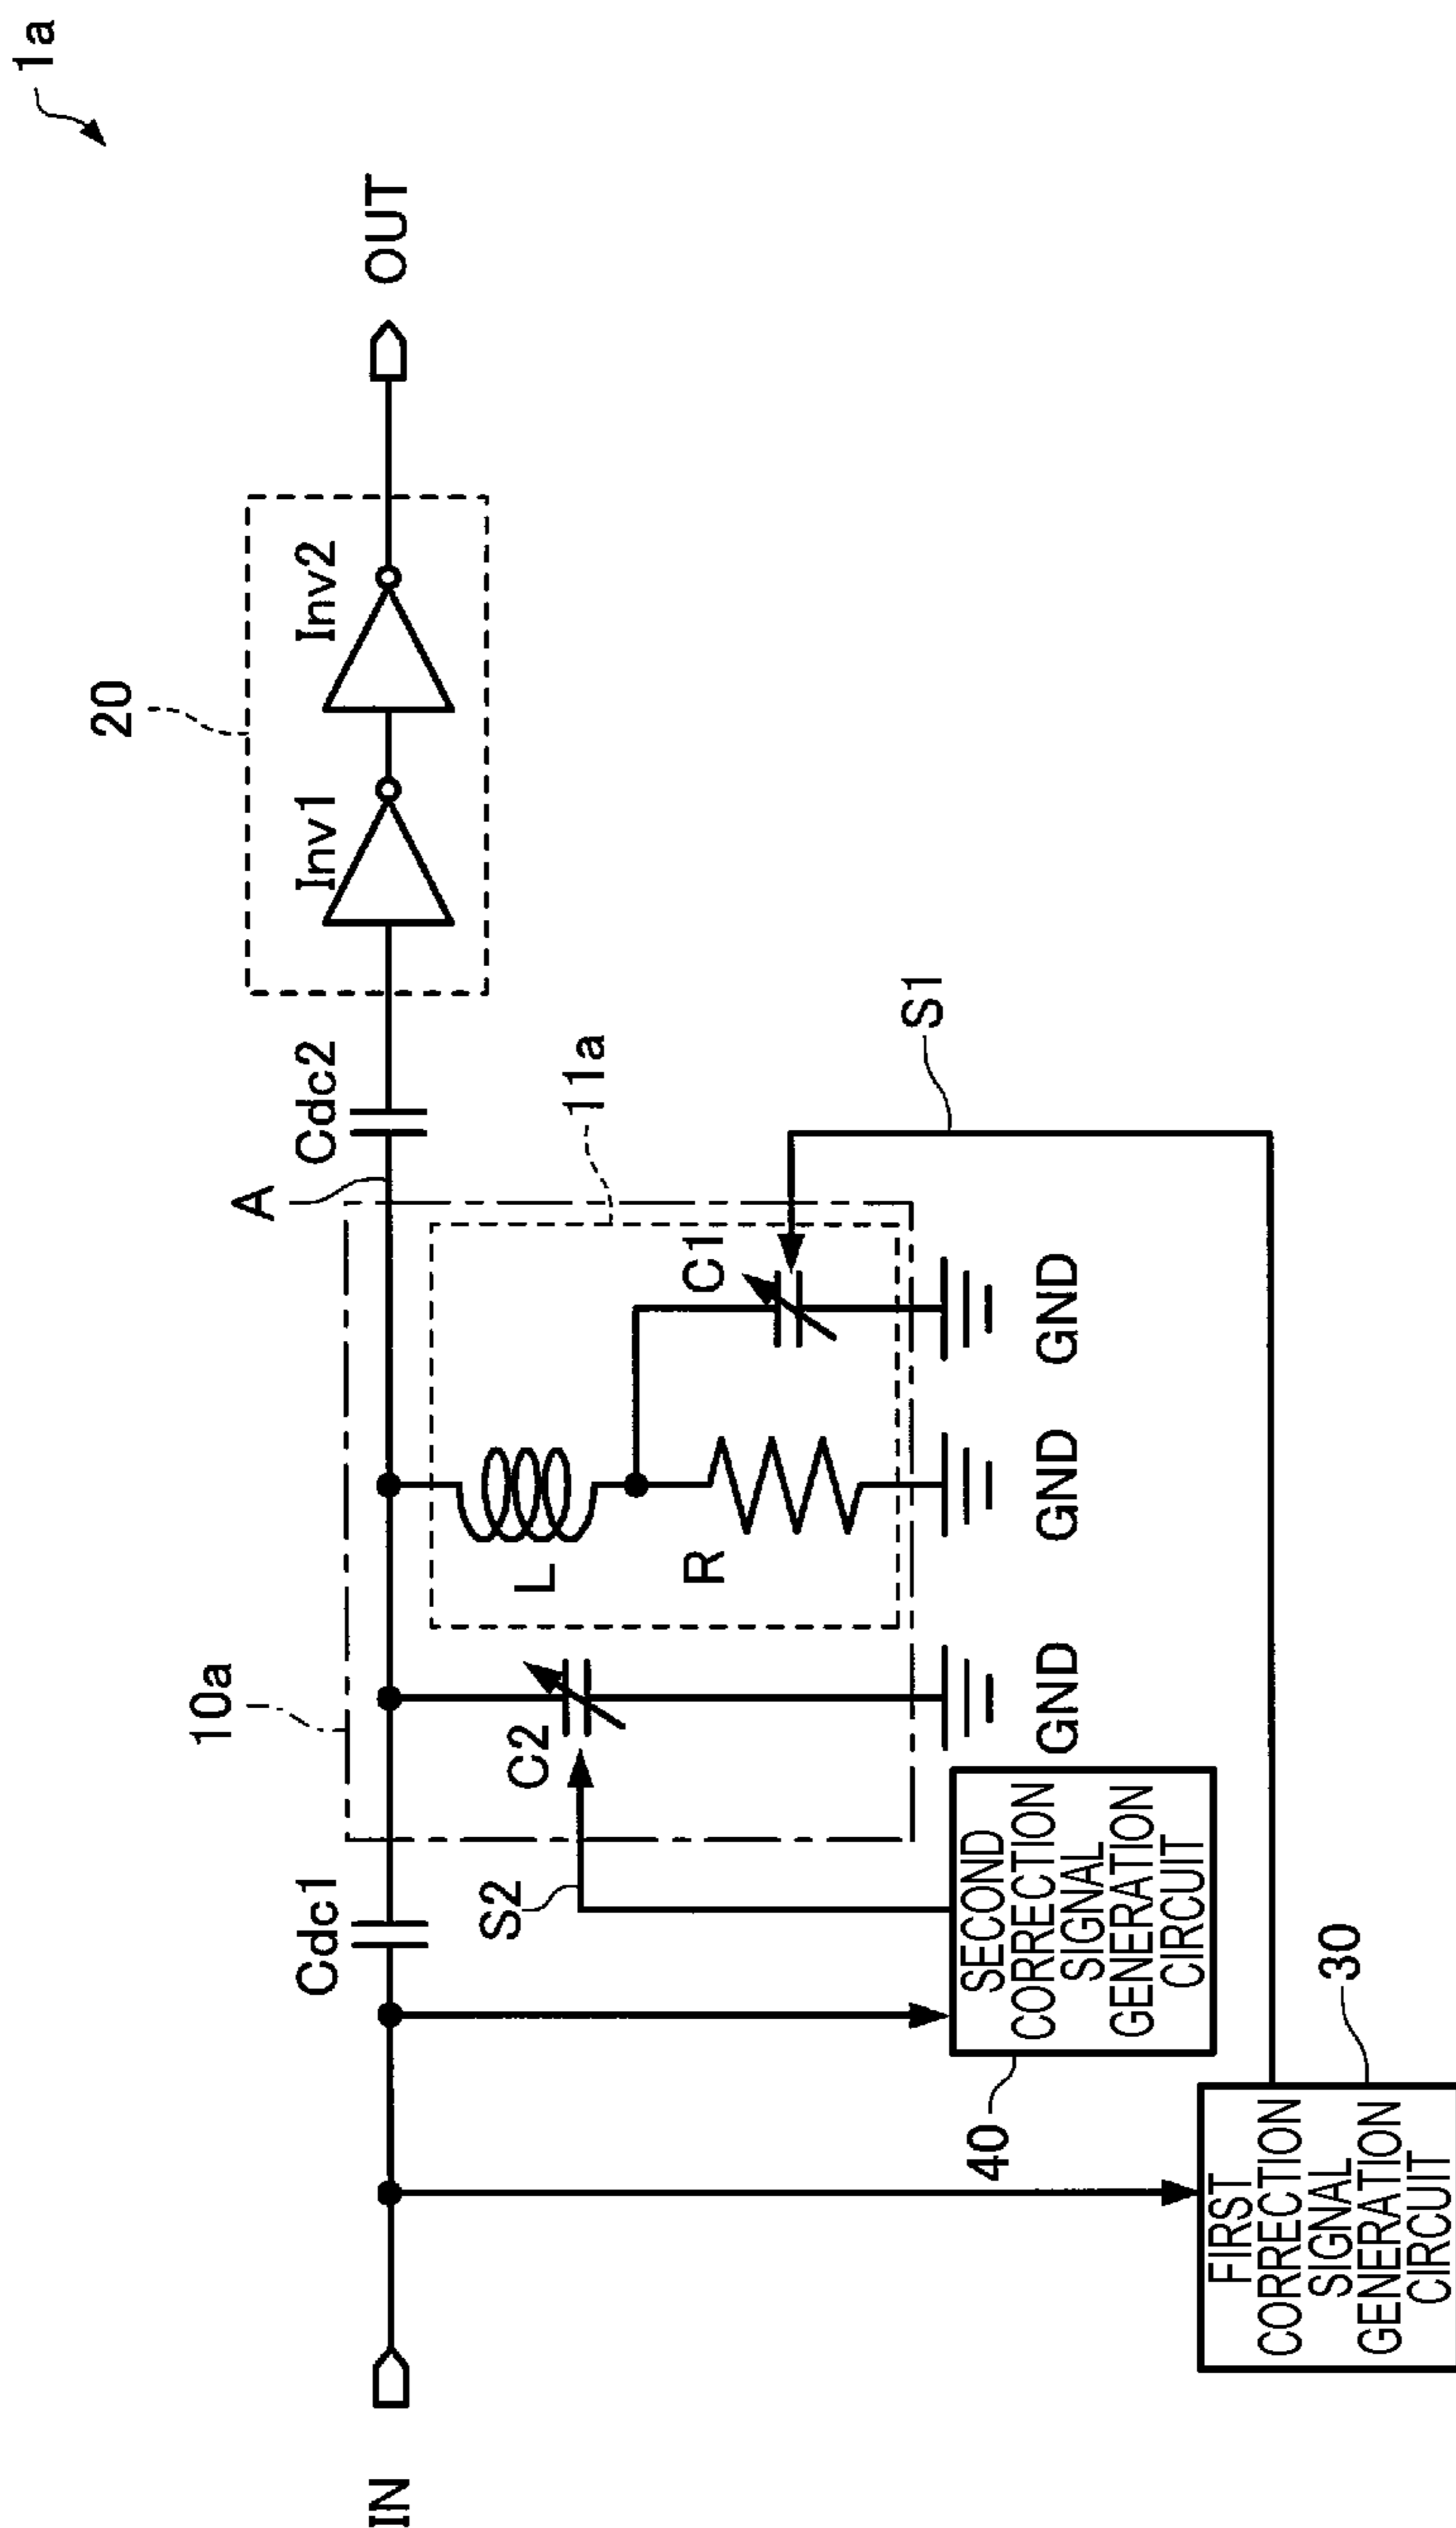 1a
IN
Cdc1
10a
A
Cdc2
20
Inv1
Inv2
OUT
S2
C2
L
R
11a
C1
S1
GND
GND
GND
40
SECOND
CORRECTION
SIGNAL
GENERATION
CIRCUIT
FIRST
CORRECTION
SIGNAL
GENERATION
CIRCUIT
30